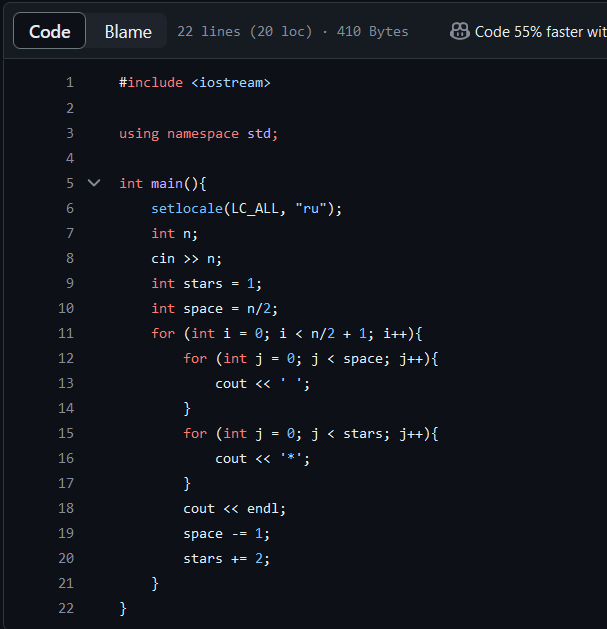 Code Blame 22 lines (20 loc) · 410 Bytes Code 55% faster wit
1 #include <iostream>
2
3 using namespace std;
4
5 int main(){
6     setlocale(LC_ALL, "ru");
7     int n;
8     cin >> n;
9     int stars = 1;
10     int space = n/2;
11     for (int i = 0; i < n/2 + 1; i++){
12         for (int j = 0; j < space; j++){
13             cout << ' ';
14         }
15         for (int j = 0; j < stars; j++){
16             cout << '*';
17         }
18         cout << endl;
19         space -= 1;
20         stars += 2;
21     }
22 }